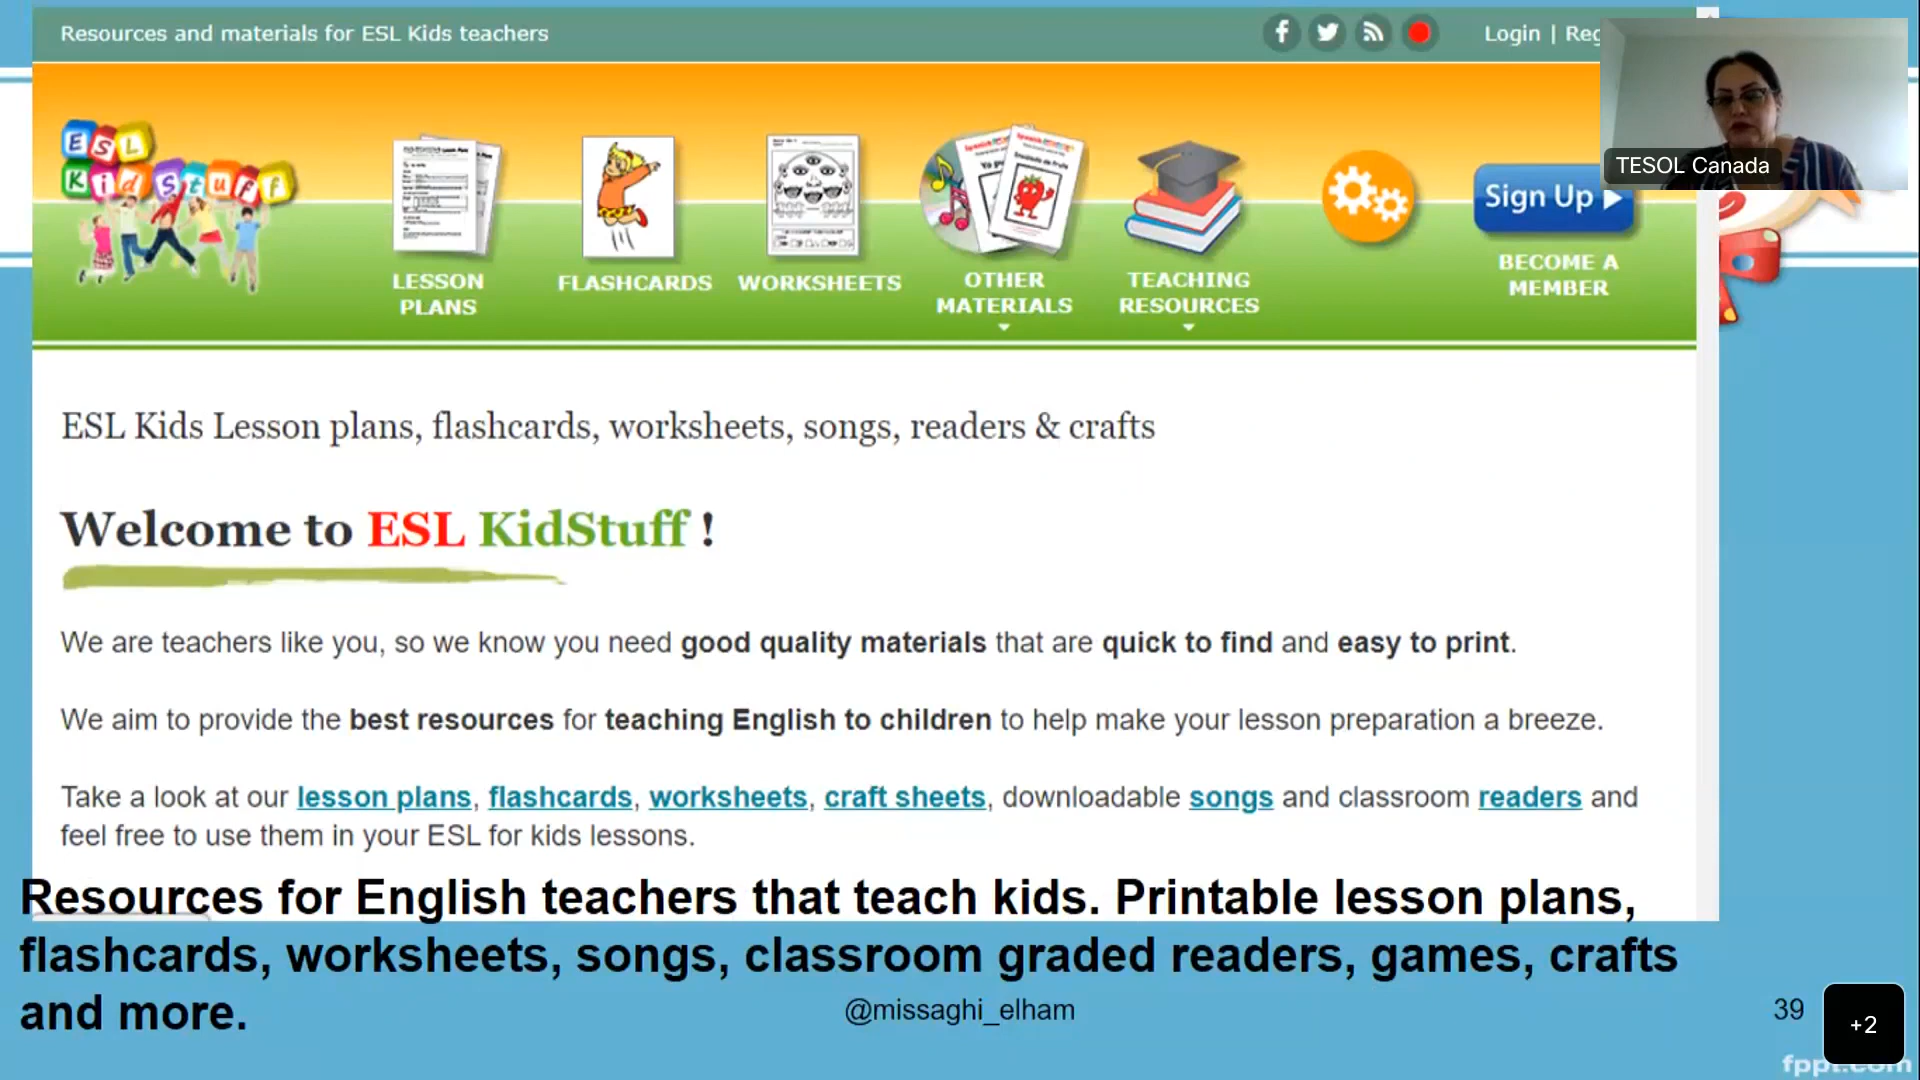 Resources and materials for ESL Kids teachers
Login | Reg
TESOL Canada
ESL
KidStuff
LESSON
PLANS
FLASHCARDS
WORKSHEETS
OTHER
MATERIALS
TEACHING
RESOURCES
Sign Up
BECOME A
MEMBER
ESL Kids Lesson plans, flashcards, worksheets, songs, readers & crafts
Welcome to ESL KidStuff !
We are teachers like you, so we know you need good quality materials that are quick to find and easy to print.
We aim to provide the best resources for teaching English to children to help make your lesson preparation a breeze.
Take a look at our lesson plans, flashcards, worksheets, craft sheets, downloadable songs and classroom readers and
feel free to use them in your ESL for kids lessons.
Resources for English teachers that teach kids. Printable lesson plans,
flashcards, worksheets, songs, classroom graded readers, games, crafts
and more.
@missaghi_elham
39
+2
fppt.com